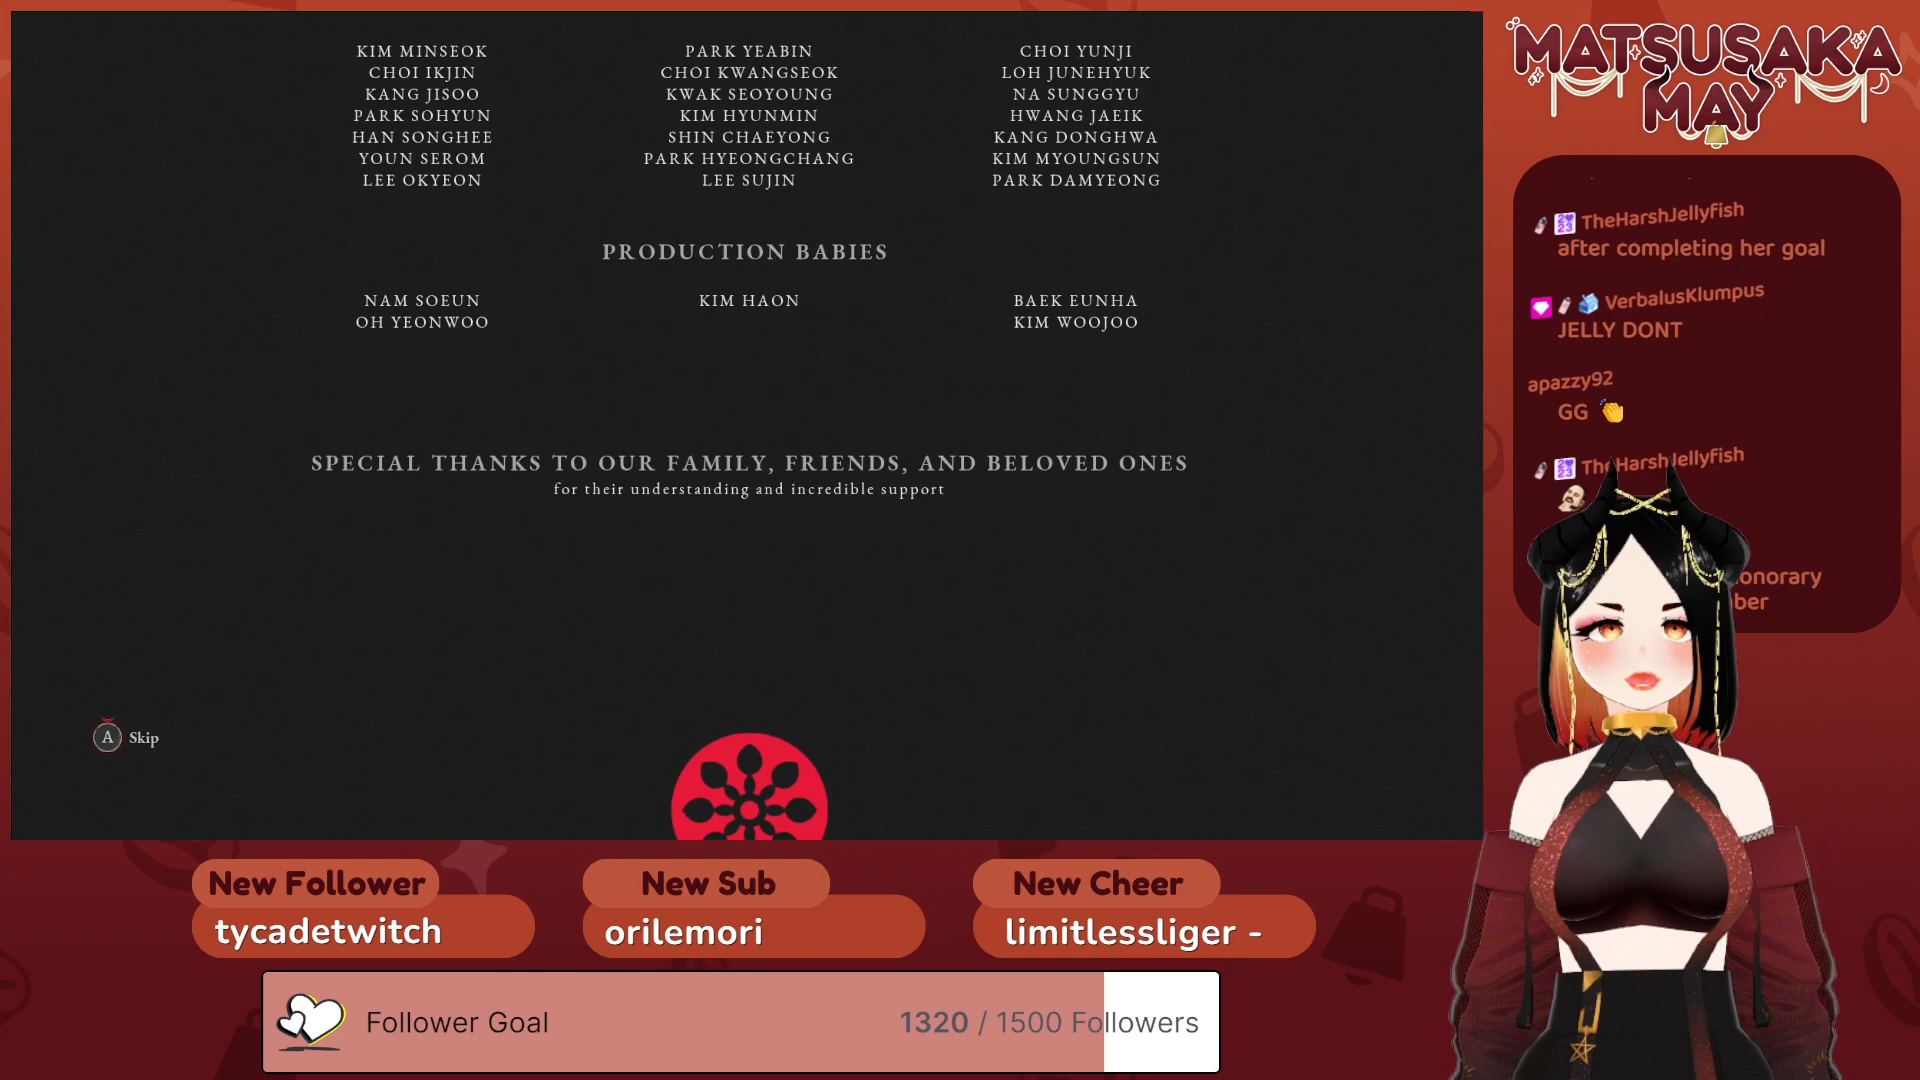 KIM MINSEOK PARK YEABIN CHOI YUNJI
CHOI IKJIN CHOI KWANGSEOK LOH JUNEHYUK
KANG JISOO KWAK SEOYOUNG NA SUNGGYU
PARK SOHYUN KIM HYUNMIN HWANG JAEIK
HAN SONGHEE SHIN CHAEYONG KANG DONGHWA
YOUN SEROM PARK HYEONGCHANG KIM MYOUNGSUN
LEE OKYEON LEE SUJIN PARK DAMYEONG
PRODUCTION BABIES
NAM SOEUN KIM HAON BAEK EUNHA
OH YEONWOO KIM WOOJOO
SPECIAL THANKS TO OUR FAMILY, FRIENDS, AND BELOVED ONES
for their understanding and incredible support
A Skip
MATSUSAKA
MAY
TheHarshJellyfish
after completing her goal
VerbalusKlumpus
JELLY DONT
apazzy92
GG
TheHarshJellyfish
New Follower
tycadetwitch
New Sub
orilemori
New Cheer
limitlessliger -
Follower Goal 1320 / 1500 Followers